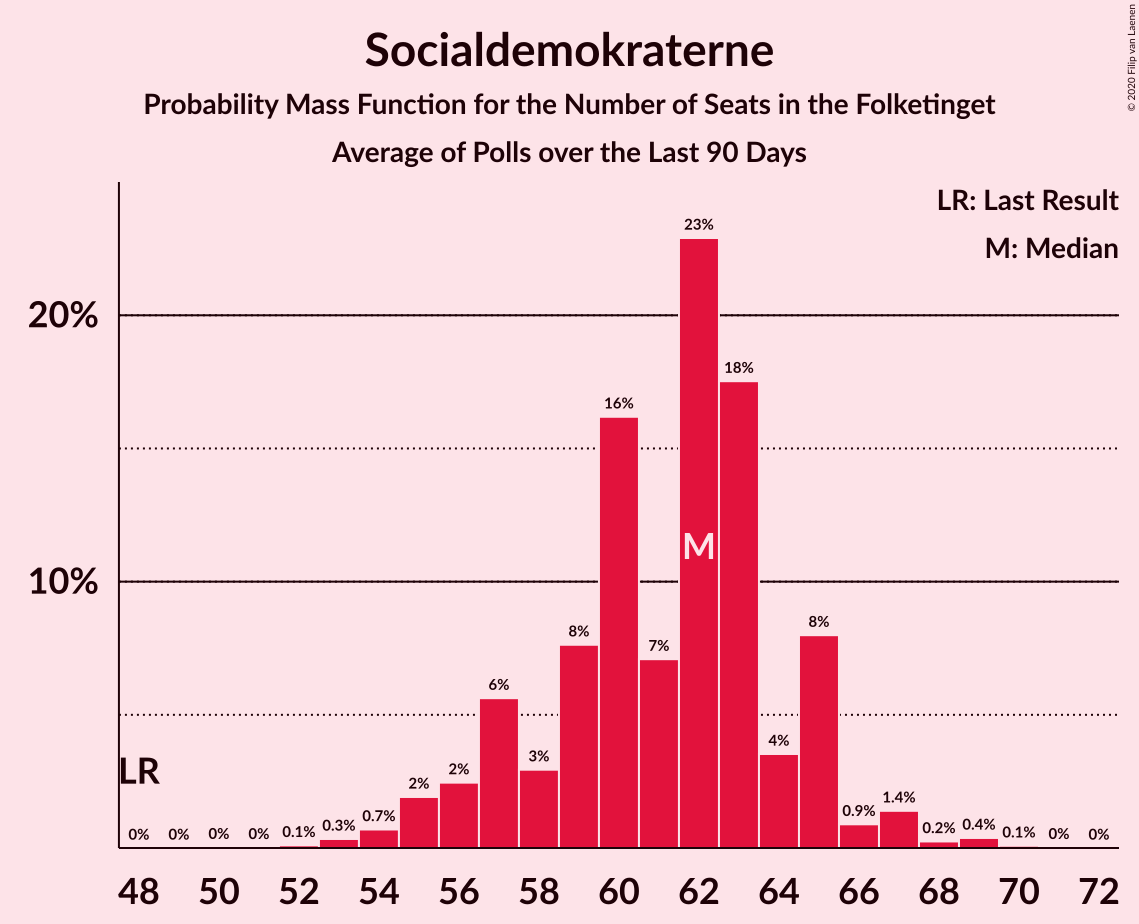 Socialdemokraterne
Probability Mass Function for the Number of Seats in the Folketinget
Average of Polls over the Last 90 Days
© 2020 Filip van Laenen
LR: Last Result
M: Median
23%
20%
18%
16%
M
10%
8%
8%
7%
6%
4%
3%
LR
2%
2%
1.4%
0.9%
0.7%
0.4%
0.3%
0.2%
0.1%
0.1%
0% 0% 0% 0% 0% 0%
48 50 52 54 56 58 60 62 64 66 68 70 72